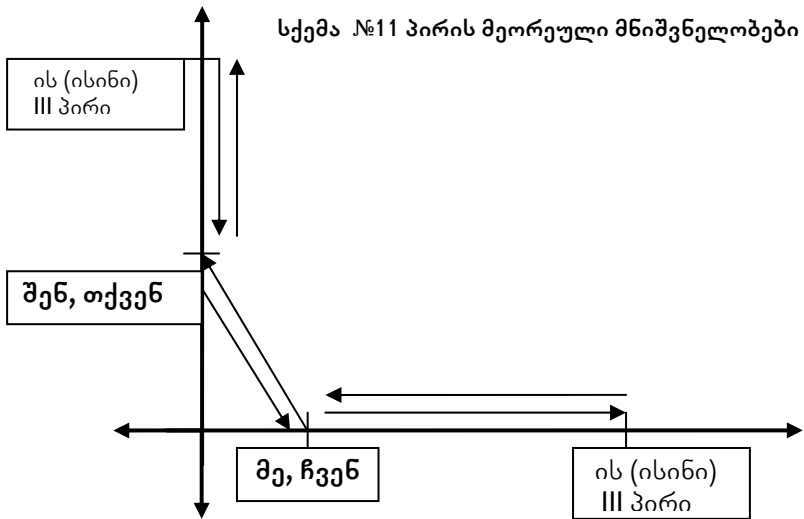 სქემა №11 პირის მეორეული მნიშვნელობები
ის (ისინი)
III პირი
შენ, თქვენ
მე, ჩვენ
ის (ისინი)
III პირი